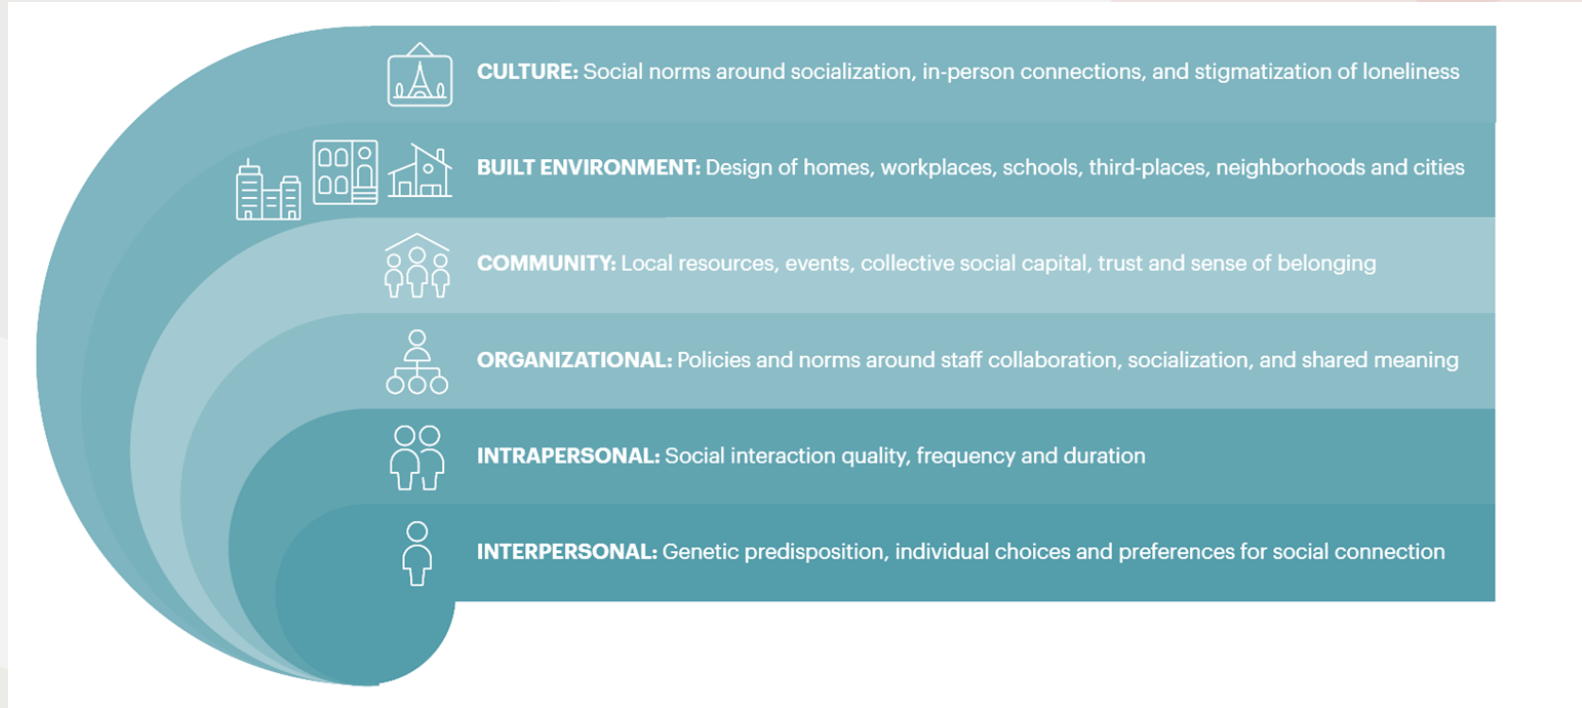 CULTURE: Social norms around socialization, in-person connections, and stigmatization of loneliness
BUILT ENVIRONMENT: Design of homes, workplaces, schools, third-places, neighborhoods and cities
COMMUNITY: Local resources, events, collective social capital, trust and sense of belonging
ORGANIZATIONAL: Policies and norms around staff collaboration, socialization, and shared meaning
INTRAPERSONAL: Social interaction quality, frequency and duration
INTERPERSONAL: Genetic predisposition, individual choices and preferences for social connection